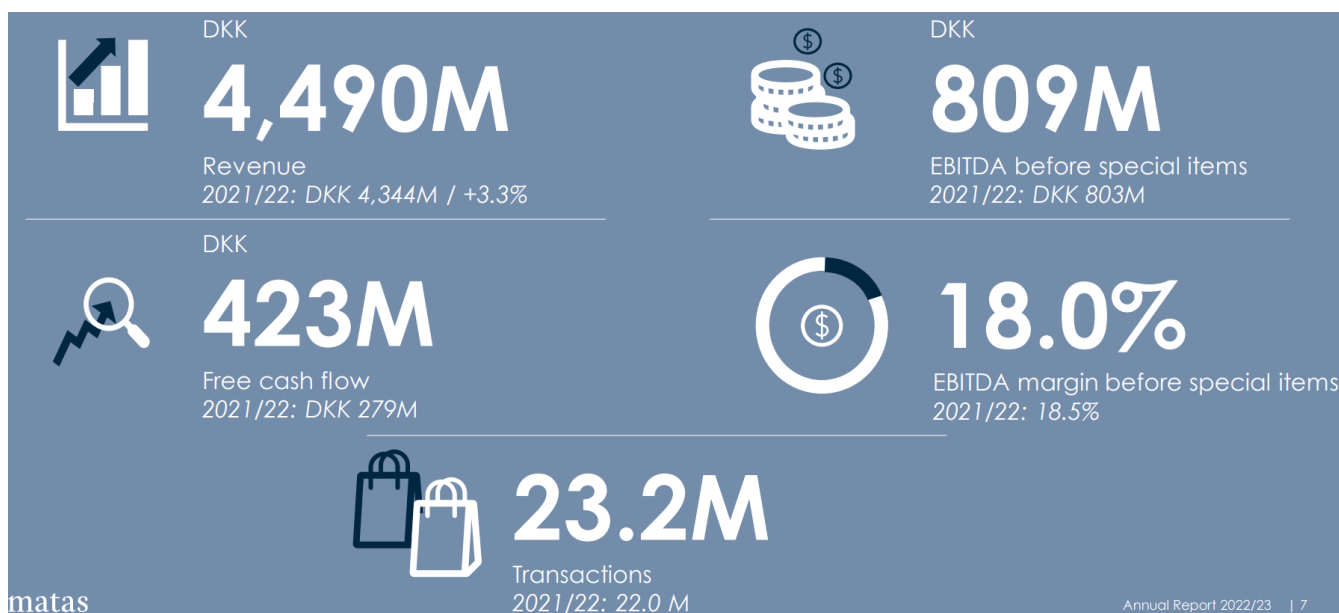 DKK
4,490M
Revenue
2021/22: DKK 4,344M / +3.3%
DKK
809M
EBITDA before special items
2021/22: DKK 803M
DKK
423M
Free cash flow
2021/22: DKK 279M
18.0%
EBITDA margin before special items
2021/22: 18.5%
23.2M
Transactions
2021/22: 22.0 M
matas
Annual Report 2022/23 | 7